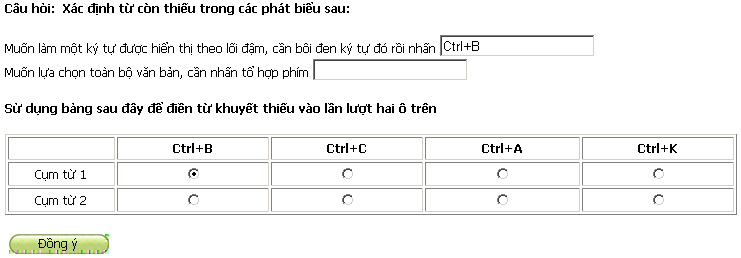 Câu hỏi: Xác định từ còn thiếu trong các phát biểu sau:
Muốn làm một ký tự được hiển thị theo lối đậm, cần bôi đen ký tự đó rồi nhấn Ctrl+B
Muốn lựa chọn toàn bộ văn bản, cần nhấn tổ hợp phím
Sử dụng bảng sau đây để điền từ khuyết thiếu vào lần lượt hai ô trên
Ctrl+B Ctrl+C Ctrl+A Ctrl+K
Cụm từ 1
Cụm từ 2
Đồng ý